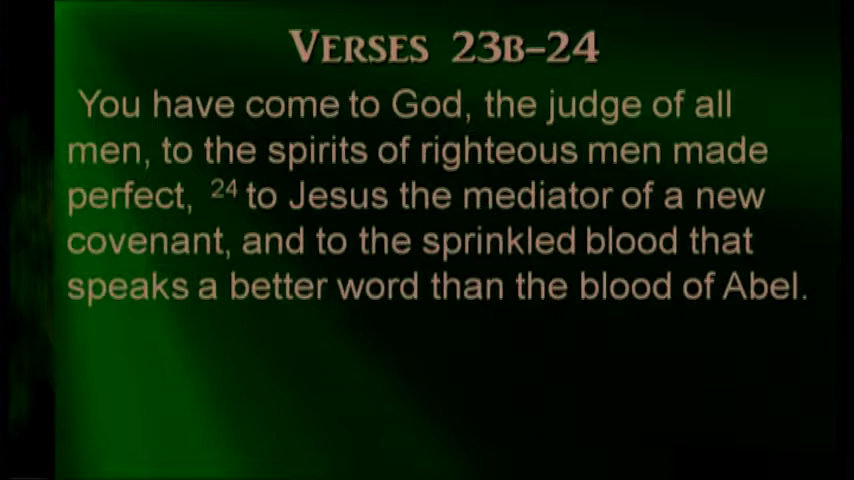 VERSES 23B–24
You have come to God, the judge of all
men, to the spirits of righteous men made
perfect, 24 to Jesus the mediator of a new
covenant, and to the sprinkled blood that
speaks a better word than the blood of Abel.